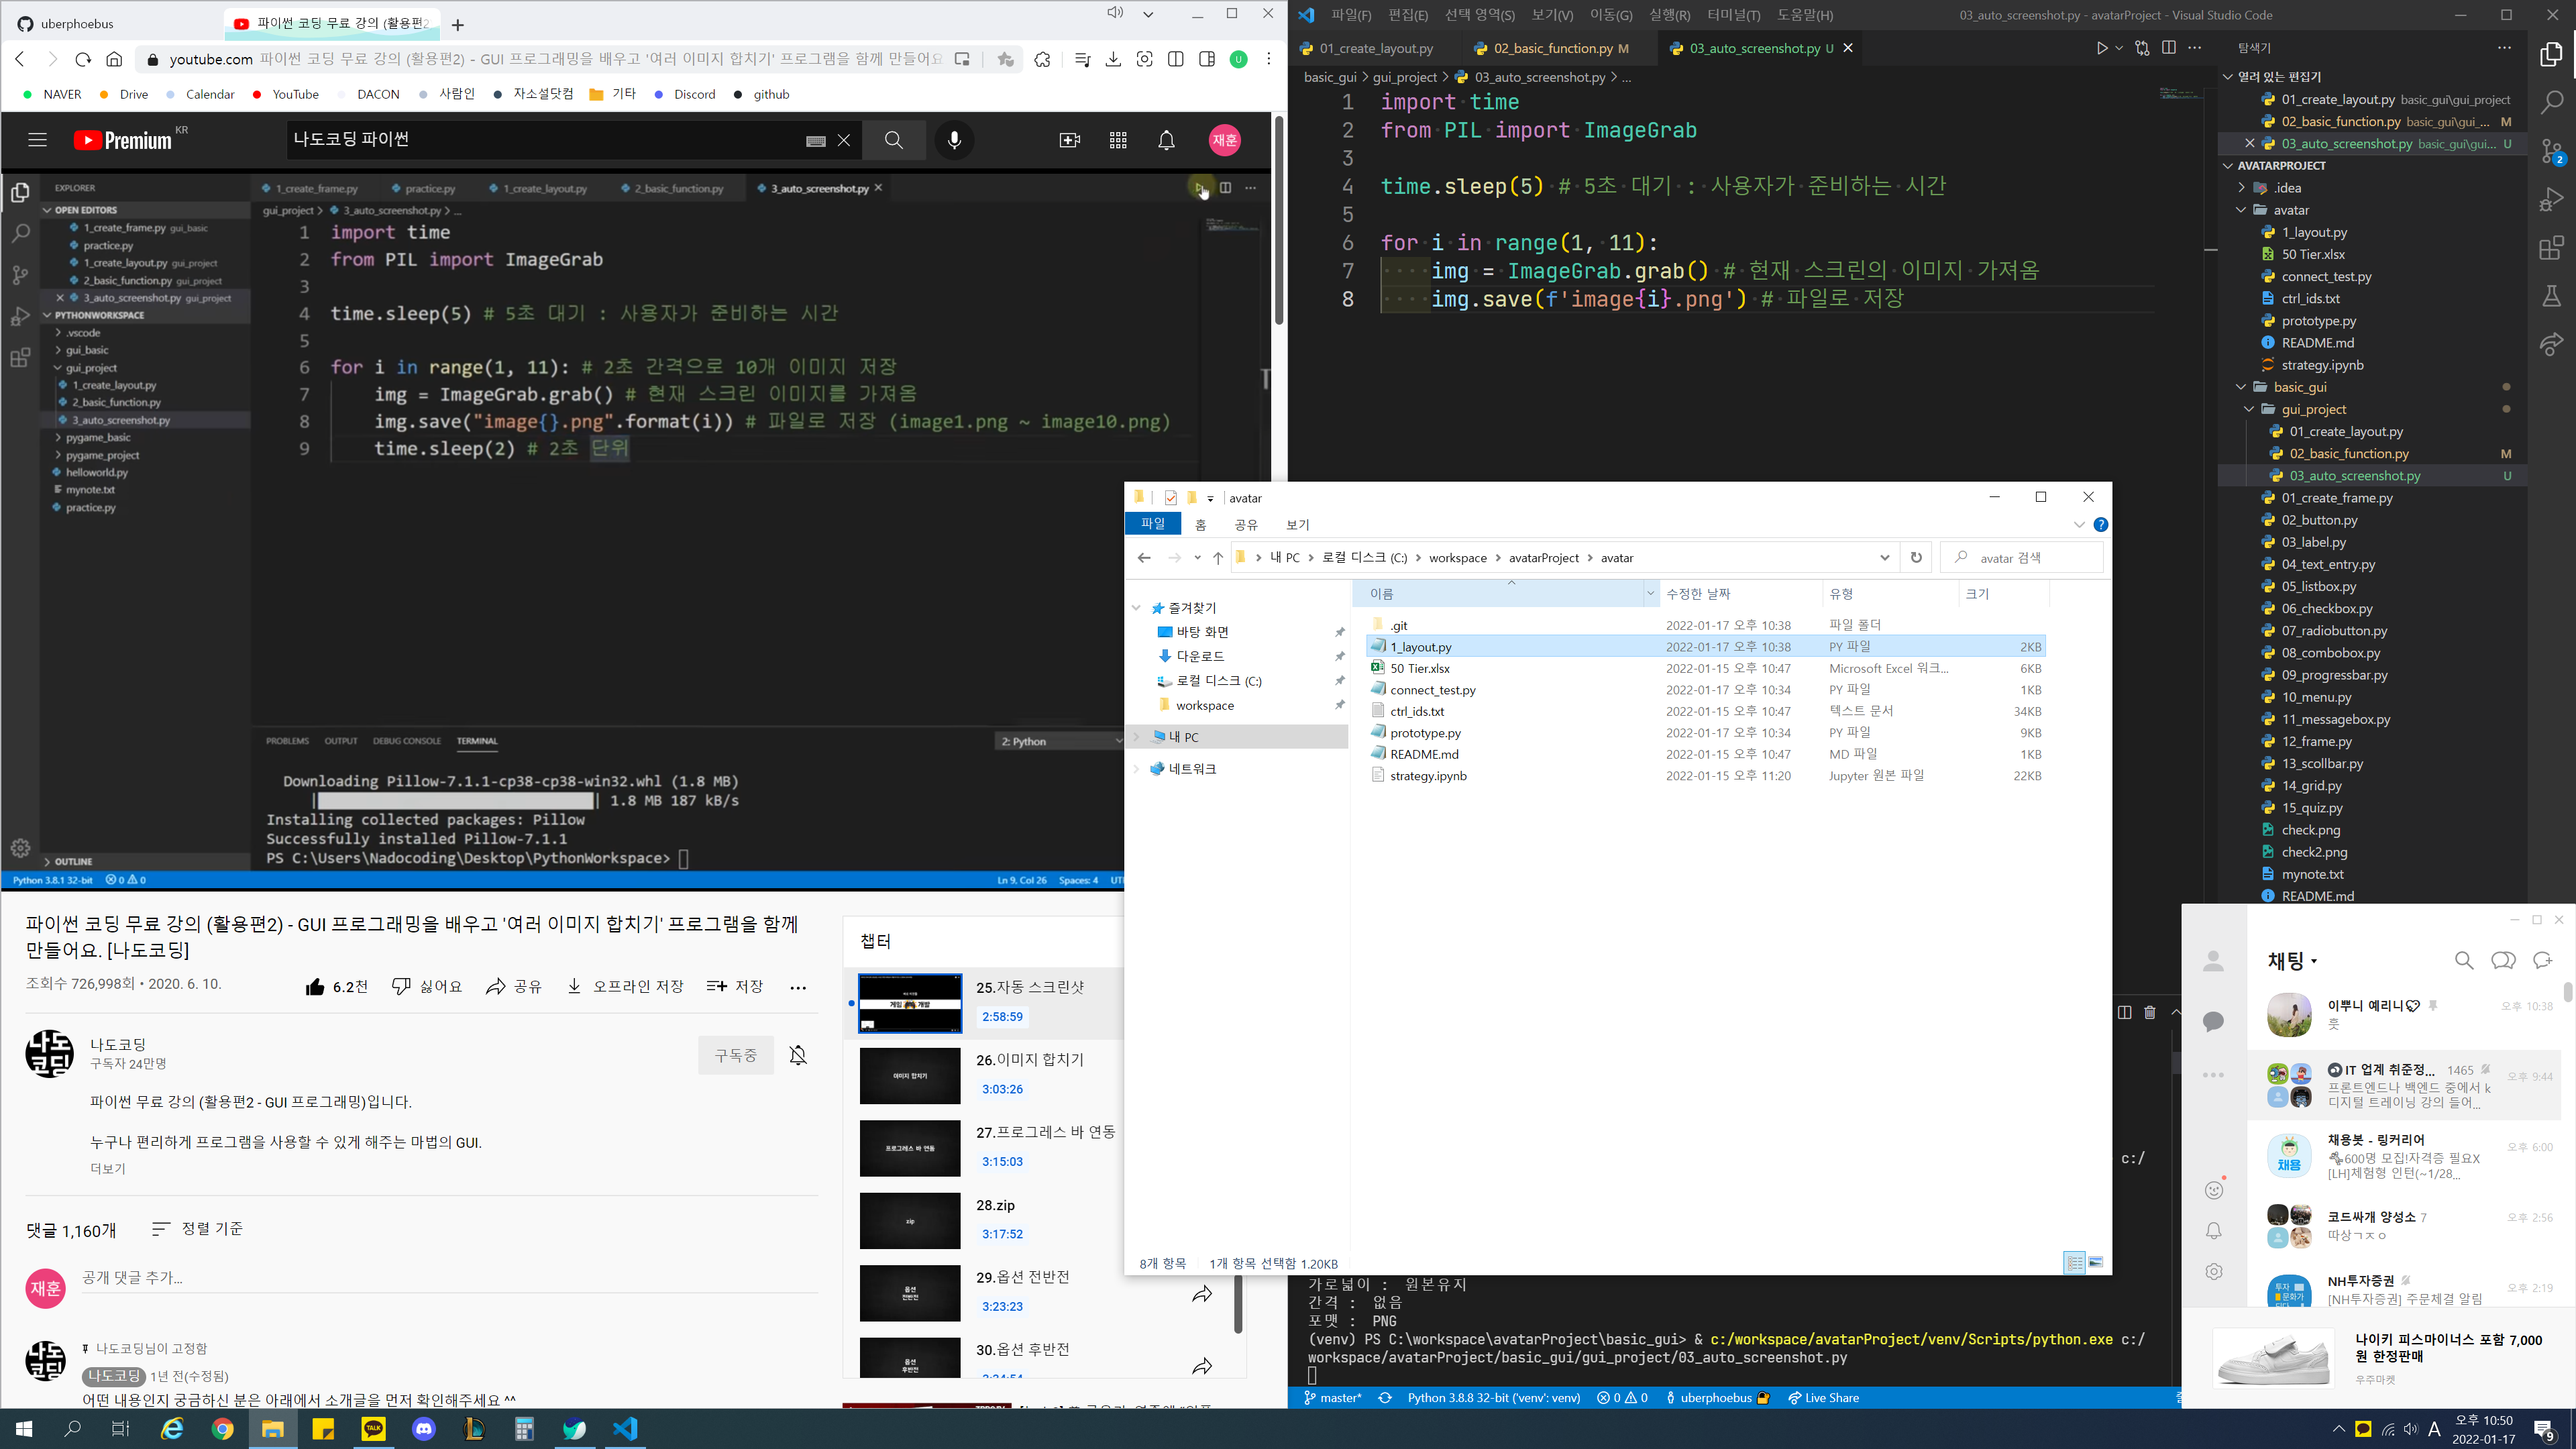 uberphoebus
파이썬 코딩 무료 강의 (활용편2
youtube.com 파이썬 코딩 무료 강의 (활용편2) - GUI 프로그래밍을 배우고 '여러 이미지 합치기' 프로그램을 함께 만들어요
NAVER Drive Calendar YouTube DACON 사람인 자소설닷컴 기타 Discord github
Premium KR
나도코딩 파이썬
재훈
EXPLORER
1_create_frame.py practice.py 1_create_layout.py 2_basic_function.py 3_auto_screenshot.py
OPEN EDITORS
gui_project > 3_auto_screenshot.py > ...
1_create_frame.py gui_basic
practice.py
1_create_layout.py gui_project
2_basic_function.py gui_project
3_auto_screenshot.py gui_project
PYTHONWORKSPACE
.vscode
gui_basic
gui_project
1_create_layout.py
2_basic_function.py
3_auto_screenshot.py
pygame_basic
pygame_project
helloworld.py
mynote.txt
practice.py
OUTLINE
1 import time
2 from PIL import ImageGrab
3
4 time.sleep(5) # 5초 대기 : 사용자가 준비하는 시간
5
6 for i in range(1, 11): # 2초 간격으로 10개 이미지 저장
7 img = ImageGrab.grab() # 현재 스크린 이미지를 가져옴
8 img.save("image{}.png".format(i)) # 파일로 저장 (image1.png ~ image10.png)
9 time.sleep(2) # 2초 단위
PROBLEMS OUTPUT DEBUG CONSOLE TERMINAL 2: Python
Downloading Pillow-7.1.1-cp38-cp38-win32.whl (1.8 MB)
1.8 MB 187 kB/s
Installing collected packages: Pillow
Successfully installed Pillow-7.1.1
PS C:\Users\Nadocoding\Desktop\PythonWorkspace>
Python 3.8.1 32-bit 0 0 Ln 9, Col 26 Spaces: 4
파이썬 코딩 무료 강의 (활용편2) - GUI 프로그래밍을 배우고 '여러 이미지 합치기' 프로그램을 함께
만들어요. [나도코딩]
조회수 726,998회 • 2020. 6. 10.
6.2천 싫어요 공유 오프라인 저장 저장
나도코딩
구독자 24만명
구독중
파이썬 무료 강의 (활용편2 - GUI 프로그래밍)입니다.
누구나 편리하게 프로그램을 사용할 수 있게 해주는 마법의 GUI.
더보기
댓글 1,160개 정렬 기준
재훈 공개 댓글 추가...
나도코딩님이 고정함
나도코딩 1년 전(수정됨)
어떤 내용인지 궁금하신 분은 아래에서 소개글을 먼저 확인해주세요 ^^
챕터
25.자동 스크린샷
2:58:59
26.이미지 합치기
3:03:26
27.프로그레스 바 연동
3:15:03
28.zip
3:17:52
29.옵션 전반전
3:23:23
30.옵션 후반전
파일(F) 편집(E) 선택 영역(S) 보기(V) 이동(G) 실행(R) 터미널(T) 도움말(H) 03_auto_screenshot.py - avatarProject - Visual Studio Code
01_create_layout.py 02_basic_function.py M 03_auto_screenshot.py U
basic_gui > gui_project > 03_auto_screenshot.py > ...
1 import time
2 from PIL import ImageGrab
3
4 time.sleep(5) # 5초 대기 : 사용자가 준비하는 시간
5
6 for i in range(1, 11):
7 img = ImageGrab.grab() # 현재 스크린의 이미지 가져옴
8 img.save(f'image{i}.png') # 파일로 저장
탐색기
열려 있는 편집기
01_create_layout.py basic_gui\gui_project
02_basic_function.py basic_gui\gui_... M
03_auto_screenshot.py basic_gui\gui... U
AVATARPROJECT
.idea
avatar
1_layout.py
50 Tier.xlsx
connect_test.py
ctrl_ids.txt
prototype.py
README.md
strategy.ipynb
basic_gui
gui_project
01_create_layout.py
02_basic_function.py M
03_auto_screenshot.py U
01_create_frame.py
02_button.py
03_label.py
04_text_entry.py
05_listbox.py
06_checkbox.py
07_radiobutton.py
08_combobox.py
09_progressbar.py
10_menu.py
11_messagebox.py
12_frame.py
13_scollbar.py
14_grid.py
15_quiz.py
check.png
check2.png
mynote.txt
README.md
2
avatar
파일 홈 공유 보기
내 PC > 로컬 디스크 (C:) > workspace > avatarProject > avatar
avatar 검색
즐겨찾기
바탕 화면
다운로드
로컬 디스크 (C:)
workspace
내 PC
네트워크
이름 수정한 날짜 유형 크기
.git 2022-01-17 오후 10:38 파일 폴더
1_layout.py 2022-01-17 오후 10:38 PY 파일 2KB
50 Tier.xlsx 2022-01-15 오후 10:47 Microsoft Excel 워크... 6KB
connect_test.py 2022-01-17 오후 10:34 PY 파일 1KB
ctrl_ids.txt 2022-01-15 오후 10:47 텍스트 문서 34KB
prototype.py 2022-01-17 오후 10:34 PY 파일 9KB
README.md 2022-01-15 오후 10:47 MD 파일 1KB
strategy.ipynb 2022-01-15 오후 11:20 Jupyter 원본 파일 22KB
8개 항목 1개 항목 선택함 1.20KB
c:/
가로넓이 : 원본유지
간격 : 없음
포맷 : PNG
(venv) PS C:\workspace\avatarProject\basic_gui> & c:/workspace/avatarProject/venv/Scripts/python.exe c:/
workspace/avatarProject/basic_gui/gui_project/03_auto_screenshot.py
master* Python 3.8.8 32-bit ('venv': venv) 0 0 uberphoebus Live Share
채팅
이뿌니 예리니 오후 10:38
훗
IT 업계 취준정... 1465 오후 9:44
프론트엔드나 백엔드 중에서 k
디지털 트레이닝 강의 들어...
채용봇 - 링커리어 오후 6:00
600명 모집!자격증 필요X
[LH]체험형 인턴(~1/28...
채용
코드싸개 양성소 7 오후 2:56
따상ㄱㅈㅇ
NH투자증권 오후 2:19
[NH투자증권] 주문체결 알림
나이키 피스마이너스 포함 7,000
원 한정판매
우주마켓
TALK
A 오후 10:50
2022-01-17
9